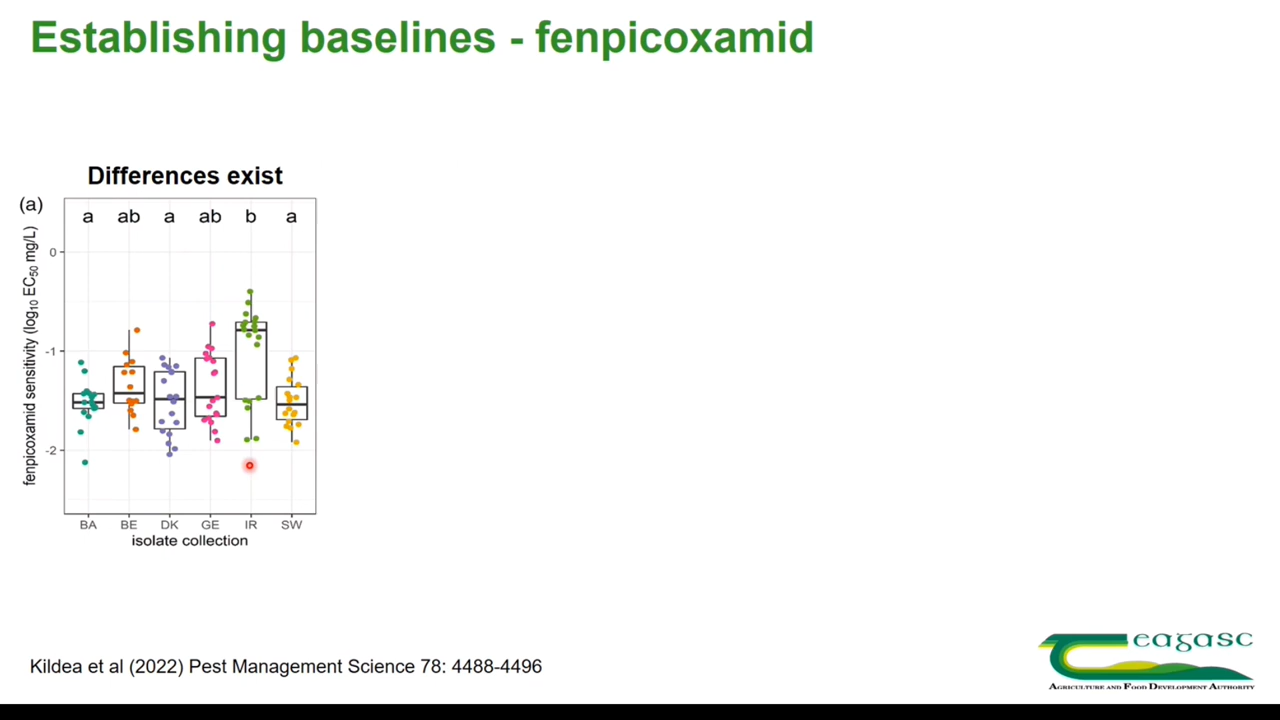 Establishing baselines - fenpicoxamid
Differences exist
(a)
a ab a ab b a
fenpicoxamid sensitivity (log₁₀ EC₅₀ mg/L)
0
-1
-2
BA BE DK GE IR SW
isolate collection
Kildea et al (2022) Pest Management Science 78: 4488-4496
eagasc
AGRICULTURE AND FOOD DEVELOPMENT AUTHORITY